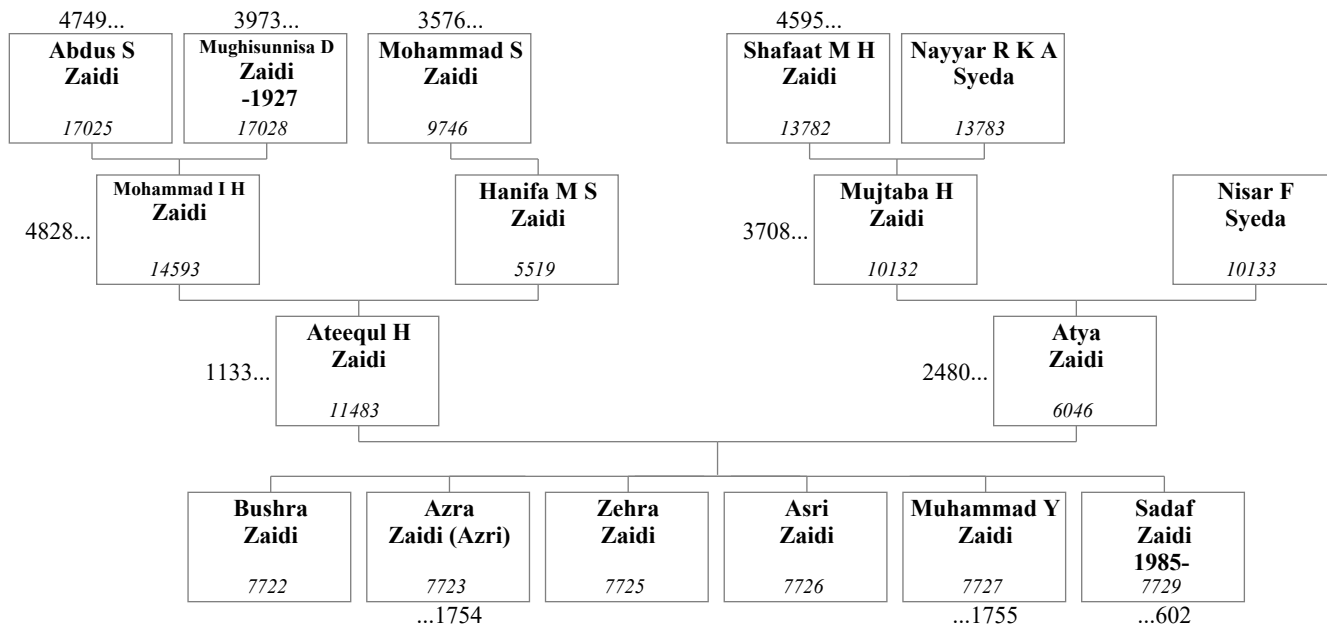 4749...
3973...
3576...
4595...
Abdus S
Zaidi
17025
Mughisunnisa D
Zaidi
-1927
17028
Mohammad S
Zaidi
9746
Shafaat M H
Zaidi
13782
Nayyar R K A
Syeda
13783
4828...
Mohammad I H
Zaidi
14593
Hanifa M S
Zaidi
5519
3708...
Mujtaba H
Zaidi
10132
Nisar F
Syeda
10133
1133...
Ateequl H
Zaidi
11483
2480...
Atya
Zaidi
6046
Bushra
Zaidi
7722
Azra
Zaidi (Azri)
7723
...1754
Zehra
Zaidi
7725
Asri
Zaidi
7726
Muhammad Y
Zaidi
7727
...1755
Sadaf
Zaidi
1985-
7729
...602